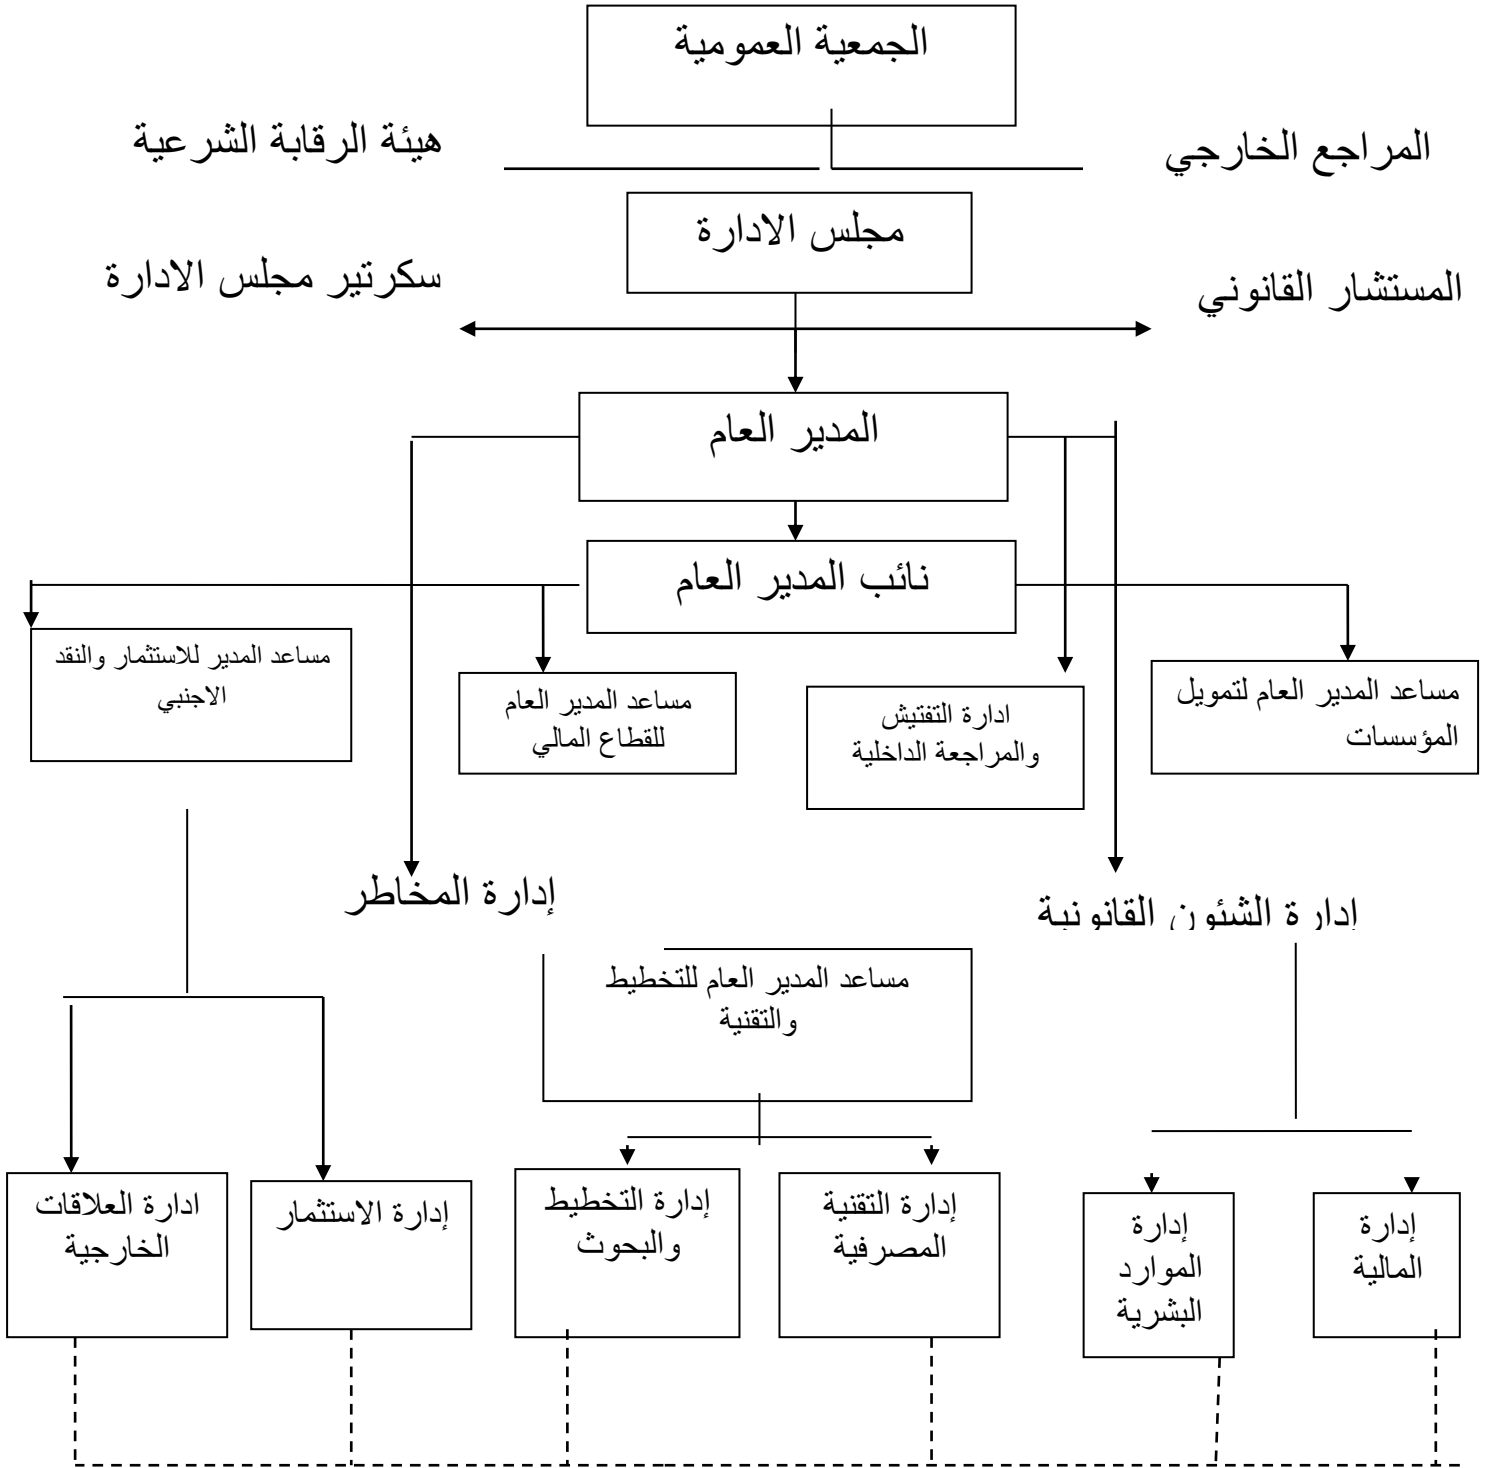 الجمعية العمومية
المراجع الخارجي
هيئة الرقابة الشرعية
مجلس الادارة
المستشار القانوني
سكرتير مجلس الادارة
المدير العام
نائب المدير العام
مساعد المدير العام لتمويل
المؤسسات
ادارة التفتيش
والمراجعة الداخلية
مساعد المدير العام
للقطاع المالي
مساعد المدير للاستثمار والنقد
الاجنبي
إدارة الشئون القانونية
إدارة المخاطر
مساعد المدير العام للتخطيط
والتقنية
إدارة
المالية
إدارة
الموارد
البشرية
إدارة التقنية
المصرفية
إدارة التخطيط
والبحوث
إدارة الاستثمار
ادارة العلاقات
الخارجية